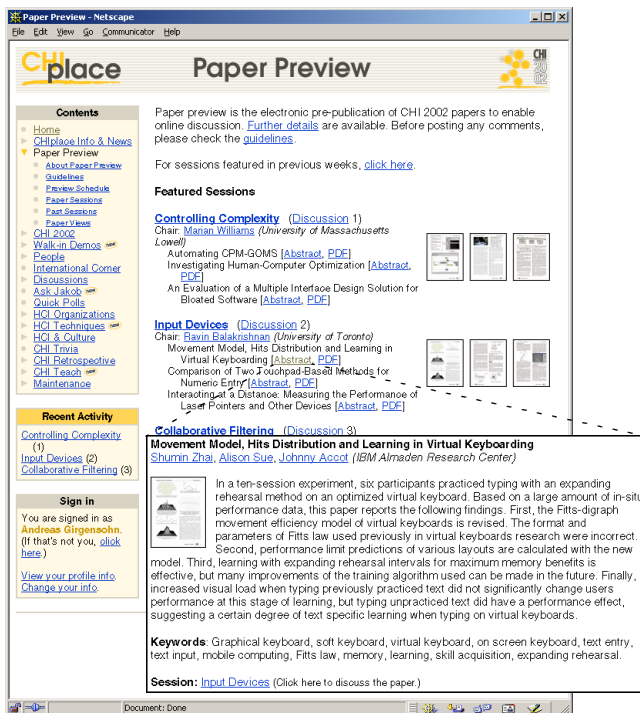 Paper Preview - Netscape
File Edit View Go Communicator Help
CHIplace
Paper Preview
CHI
2002
Contents
Home
CHIplace Info & News
Paper Preview
About Paper Preview
Guidelines
Preview Schedule
Paper Sessions
Past Sessions
Paper Views
CHI 2002
Walk-in Demos new
People
International Corner
Discussions
Ask Jakob new
Quick Polls
HCI Organizations
HCI Techniques new
HCI & Culture
CHI Trivia
CHI Retrospective
CHI Teach new
Maintenance
Recent Activity
Controlling Complexity
(1)
Input Devices (2)
Collaborative Filtering (3)
Sign in
You are signed in as
Andreas Girgensohn.
(If that's not you, click
here.)
View your profile info.
Change your info.
Paper preview is the electronic pre-publication of CHI 2002 papers to enable
online discussion. Further details are available. Before posting any comments,
please check the guidelines.
For sessions featured in previous weeks, click here.
Featured Sessions
Controlling Complexity (Discussion 1)
Chair: Marian Williams (University of Massachusetts
Lowell)
Automating CPM-GOMS [Abstract, PDF]
Investigating Human-Computer Optimization [Abstract,
PDF]
An Evaluation of a Multiple Interface Design Solution for
Bloated Software [Abstract, PDF]
Input Devices (Discussion 2)
Chair: Ravin Balakrishnan (University of Toronto)
Movement Model, Hits Distribution and Learning in
Virtual Keyboarding [Abstract, PDF]
Comparison of Two Touchpad-Based Methods for
Numeric Entry [Abstract, PDF]
Interacting at a Distance: Measuring the Performance of
Laser Pointers and Other Devices [Abstract, PDF]
Collaborative Filtering (Discussion 3)
Movement Model, Hits Distribution and Learning in Virtual Keyboarding
Shumin Zhai, Alison Sue, Johnny Accot (IBM Almaden Research Center)
In a ten-session experiment, six participants practiced typing with an expanding
rehearsal method on an optimized virtual keyboard. Based on a large amount of in-situ
performance data, this paper reports the following findings. First, the Fitts-digraph
movement efficiency model of virtual keyboards is revised. The format and
parameters of Fitts law used previously in virtual keyboards research were incorrect.
Second, performance limit predictions of various layouts are calculated with the new
model. Third, learning with expanding rehearsal intervals for maximum memory benefits is
effective, but many improvements of the training algorithm used can be made in the future. Finally,
increased visual load when typing previously practiced text did not significantly change users
performance at this stage of learning, but typing unpracticed text did have a performance effect,
suggesting a certain degree of text specific learning when typing on virtual keyboards.
Keywords: Graphical keyboard, soft keyboard, virtual keyboard, on screen keyboard, text entry,
text input, mobile computing, Fitts law, memory, learning, skill acquisition, expanding rehearsal.
Session: Input Devices (Click here to discuss the paper.)
Document: Done